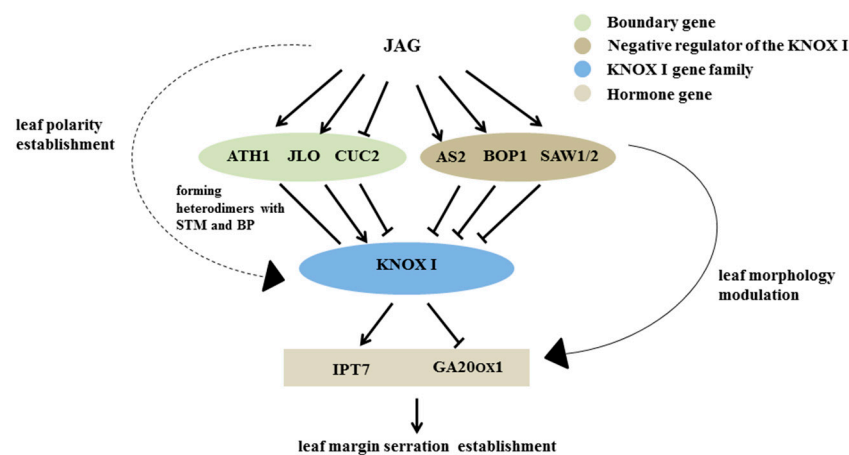 JAG
Boundary gene
Negative regulator of the KNOX I
KNOX I gene family
Hormone gene
leaf polarity
establishment
ATH1 JLO CUC2
AS2 BOP1 SAW1/2
forming
heterodimers with
STM and BP
KNOX I
leaf morphology
modulation
IPT7 GA20OX1
leaf margin serration establishment